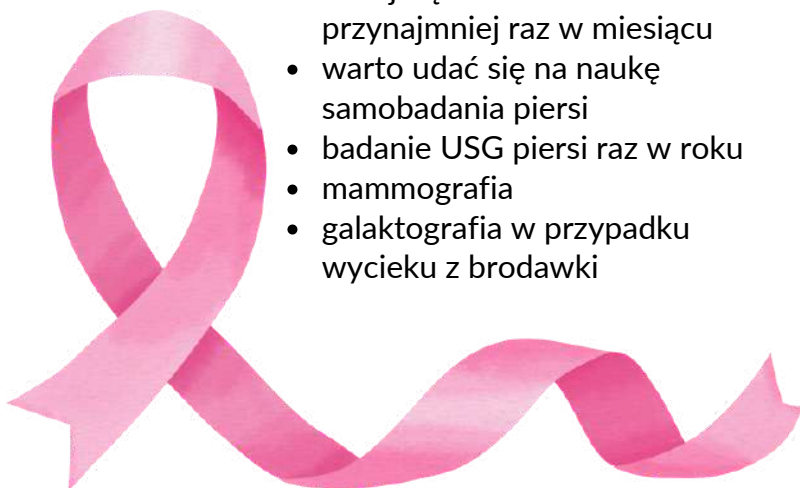 przynajmniej raz w miesiącu
• warto udać się na naukę
samobadania piersi
• badanie USG piersi raz w roku
• mammografia
• galaktografia w przypadku
wycieku z brodawki